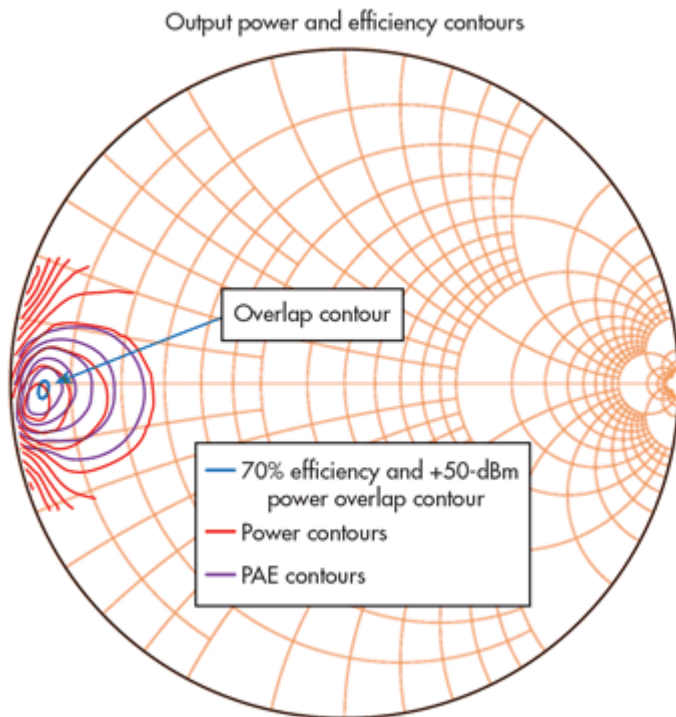 Output power and efficiency contours
Overlap contour
70% efficiency and +50-dBm
power overlap contour
Power contours
PAE contours